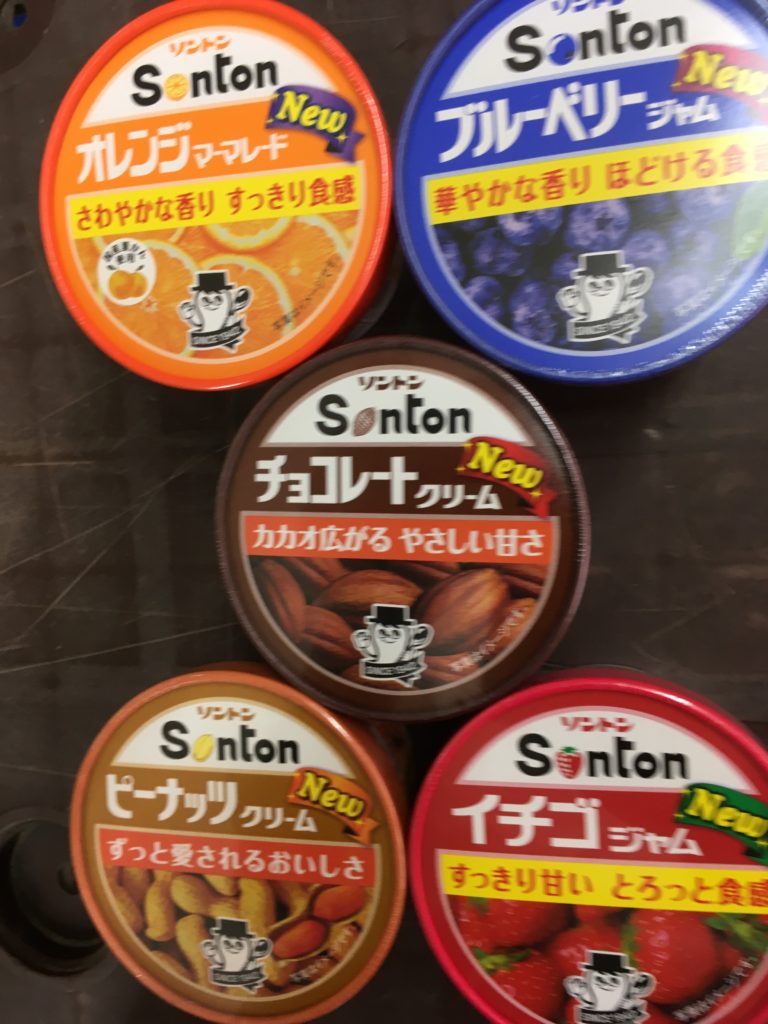 ソントン
Sonton
New
オレンジ マーマレード
さわやかな香り すっきり食感
SINCE 1942
ソントン
Sonton
New
ブルーベリー ジャム
華やかな香り ほどける食感
ソントン
Sonton
New
チョコレート クリーム
カカオ広がる やさしい甘さ
ソントン
Sonton
New
ピーナッツ クリーム
ずっと愛されるおいしさ
ソントン
Sonton
New
イチゴ ジャム
すっきり甘い とろっと食感